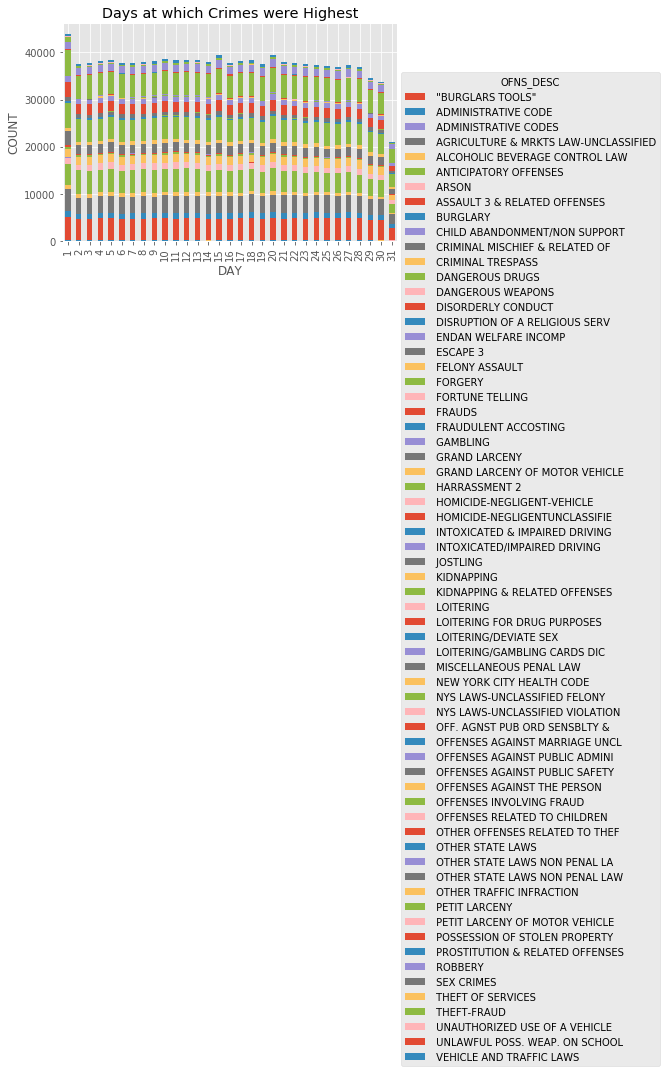 Days at which Crimes were Highest
40000
30000
20000
10000
0
COUNT
1 2 3 4 5 6 7 8 9 10 11 12 13 14 15 16 17 18 19 20 21 22 23 24 25 26 27 28 29 30 31
DAY
OFNS_DESC
"BURGLARS TOOLS"
ADMINISTRATIVE CODE
ADMINISTRATIVE CODES
AGRICULTURE & MRKTS LAW-UNCLASSIFIED
ALCOHOLIC BEVERAGE CONTROL LAW
ANTICIPATORY OFFENSES
ARSON
ASSAULT 3 & RELATED OFFENSES
BURGLARY
CHILD ABANDONMENT/NON SUPPORT
CRIMINAL MISCHIEF & RELATED OF
CRIMINAL TRESPASS
DANGEROUS DRUGS
DANGEROUS WEAPONS
DISORDERLY CONDUCT
DISRUPTION OF A RELIGIOUS SERV
ENDAN WELFARE INCOMP
ESCAPE 3
FELONY ASSAULT
FORGERY
FORTUNE TELLING
FRAUDS
FRAUDULENT ACCOSTING
GAMBLING
GRAND LARCENY
GRAND LARCENY OF MOTOR VEHICLE
HARRASSMENT 2
HOMICIDE-NEGLIGENT-VEHICLE
HOMICIDE-NEGLIGENTUNCLASSIFIE
INTOXICATED & IMPAIRED DRIVING
INTOXICATED/IMPAIRED DRIVING
JOSTLING
KIDNAPPING
KIDNAPPING & RELATED OFFENSES
LOITERING
LOITERING FOR DRUG PURPOSES
LOITERING/DEVIATE SEX
LOITERING/GAMBLING CARDS DIC
MISCELLANEOUS PENAL LAW
NEW YORK CITY HEALTH CODE
NYS LAWS-UNCLASSIFIED FELONY
NYS LAWS-UNCLASSIFIED VIOLATION
OFF. AGNST PUB ORD SENSBLTY &
OFFENSES AGAINST MARRIAGE UNCL
OFFENSES AGAINST PUBLIC ADMINI
OFFENSES AGAINST PUBLIC SAFETY
OFFENSES AGAINST THE PERSON
OFFENSES INVOLVING FRAUD
OFFENSES RELATED TO CHILDREN
OTHER OFFENSES RELATED TO THEF
OTHER STATE LAWS
OTHER STATE LAWS NON PENAL LA
OTHER STATE LAWS NON PENAL LAW
OTHER TRAFFIC INFRACTION
PETIT LARCENY
PETIT LARCENY OF MOTOR VEHICLE
POSSESSION OF STOLEN PROPERTY
PROSTITUTION & RELATED OFFENSES
ROBBERY
SEX CRIMES
THEFT OF SERVICES
THEFT-FRAUD
UNAUTHORIZED USE OF A VEHICLE
UNLAWFUL POSS. WEAP. ON SCHOOL
VEHICLE AND TRAFFIC LAWS